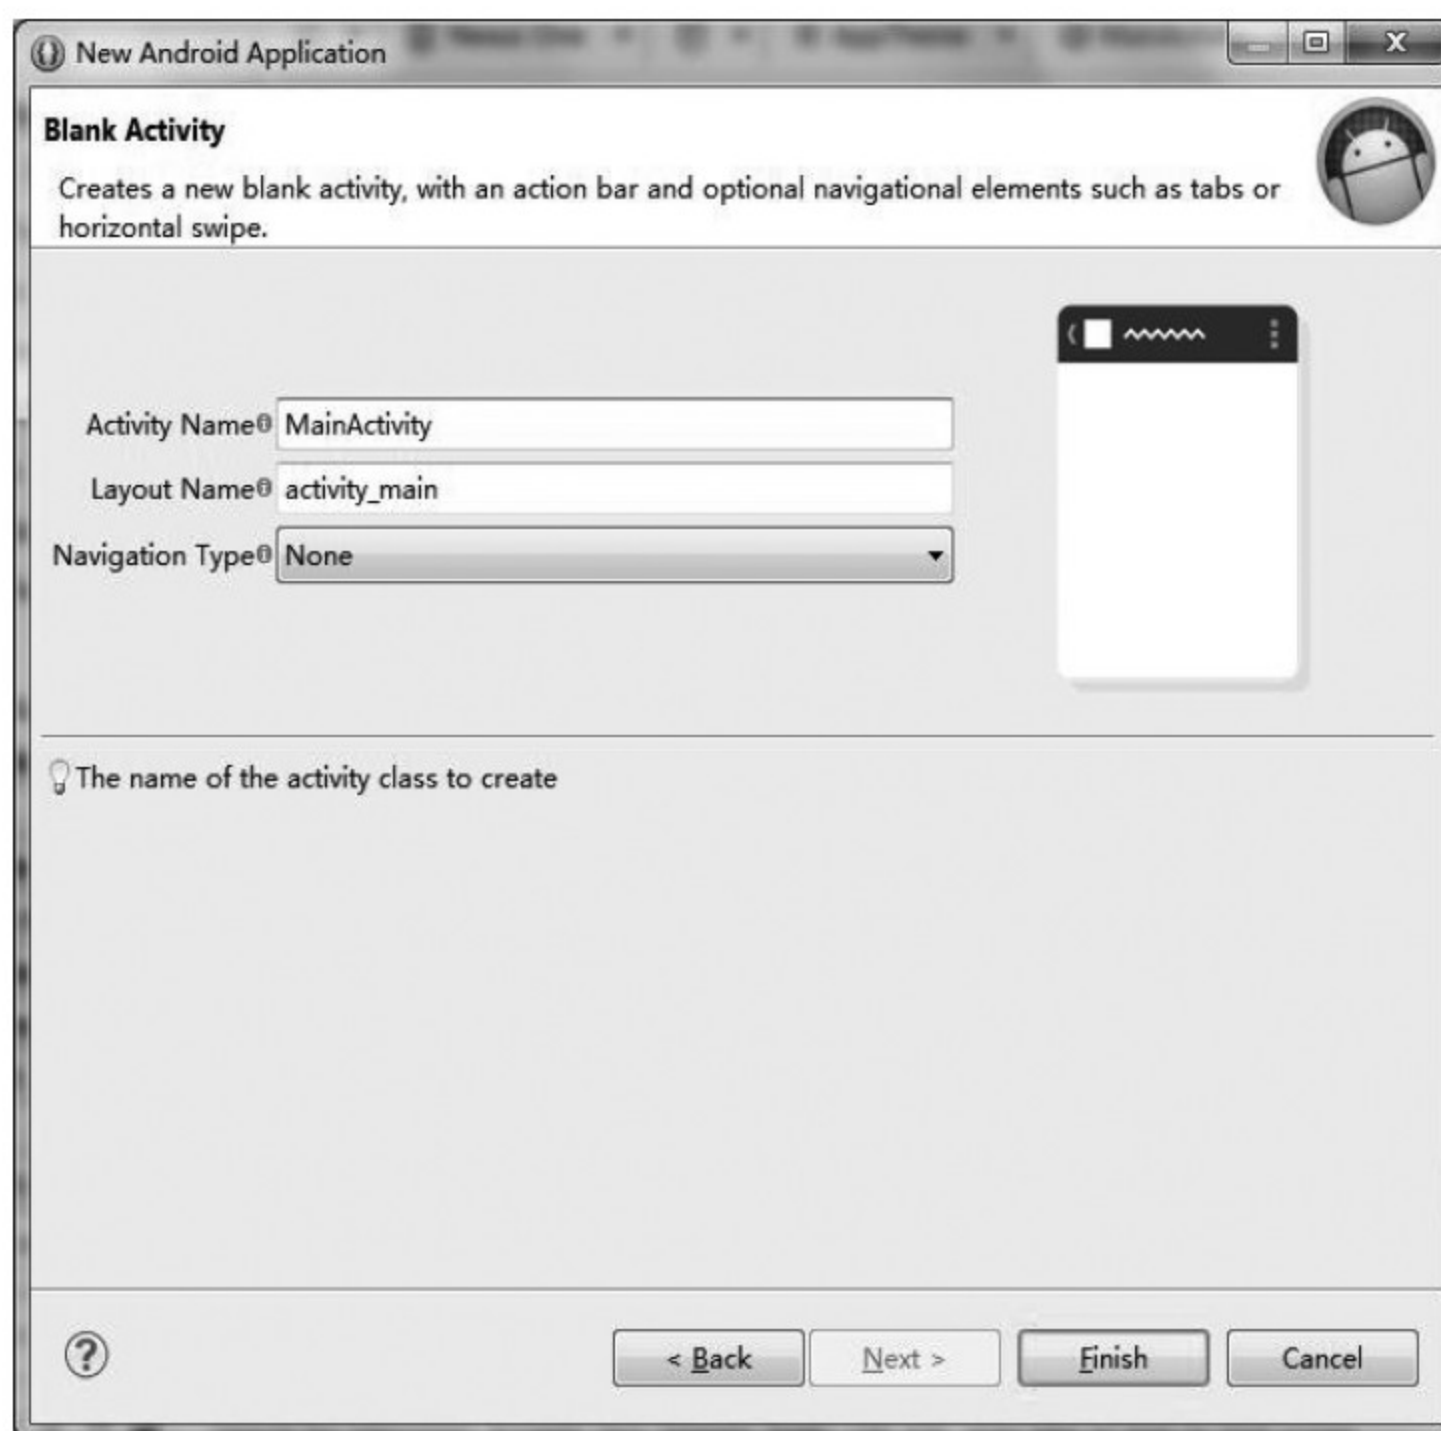 New Android Application
Blank Activity
Creates a new blank activity, with an action bar and optional navigational elements such as tabs or
horizontal swipe.
Activity Name MainActivity
Layout Name activity_main
Navigation Type None
The name of the activity class to create
?
< Back Next > Finish Cancel